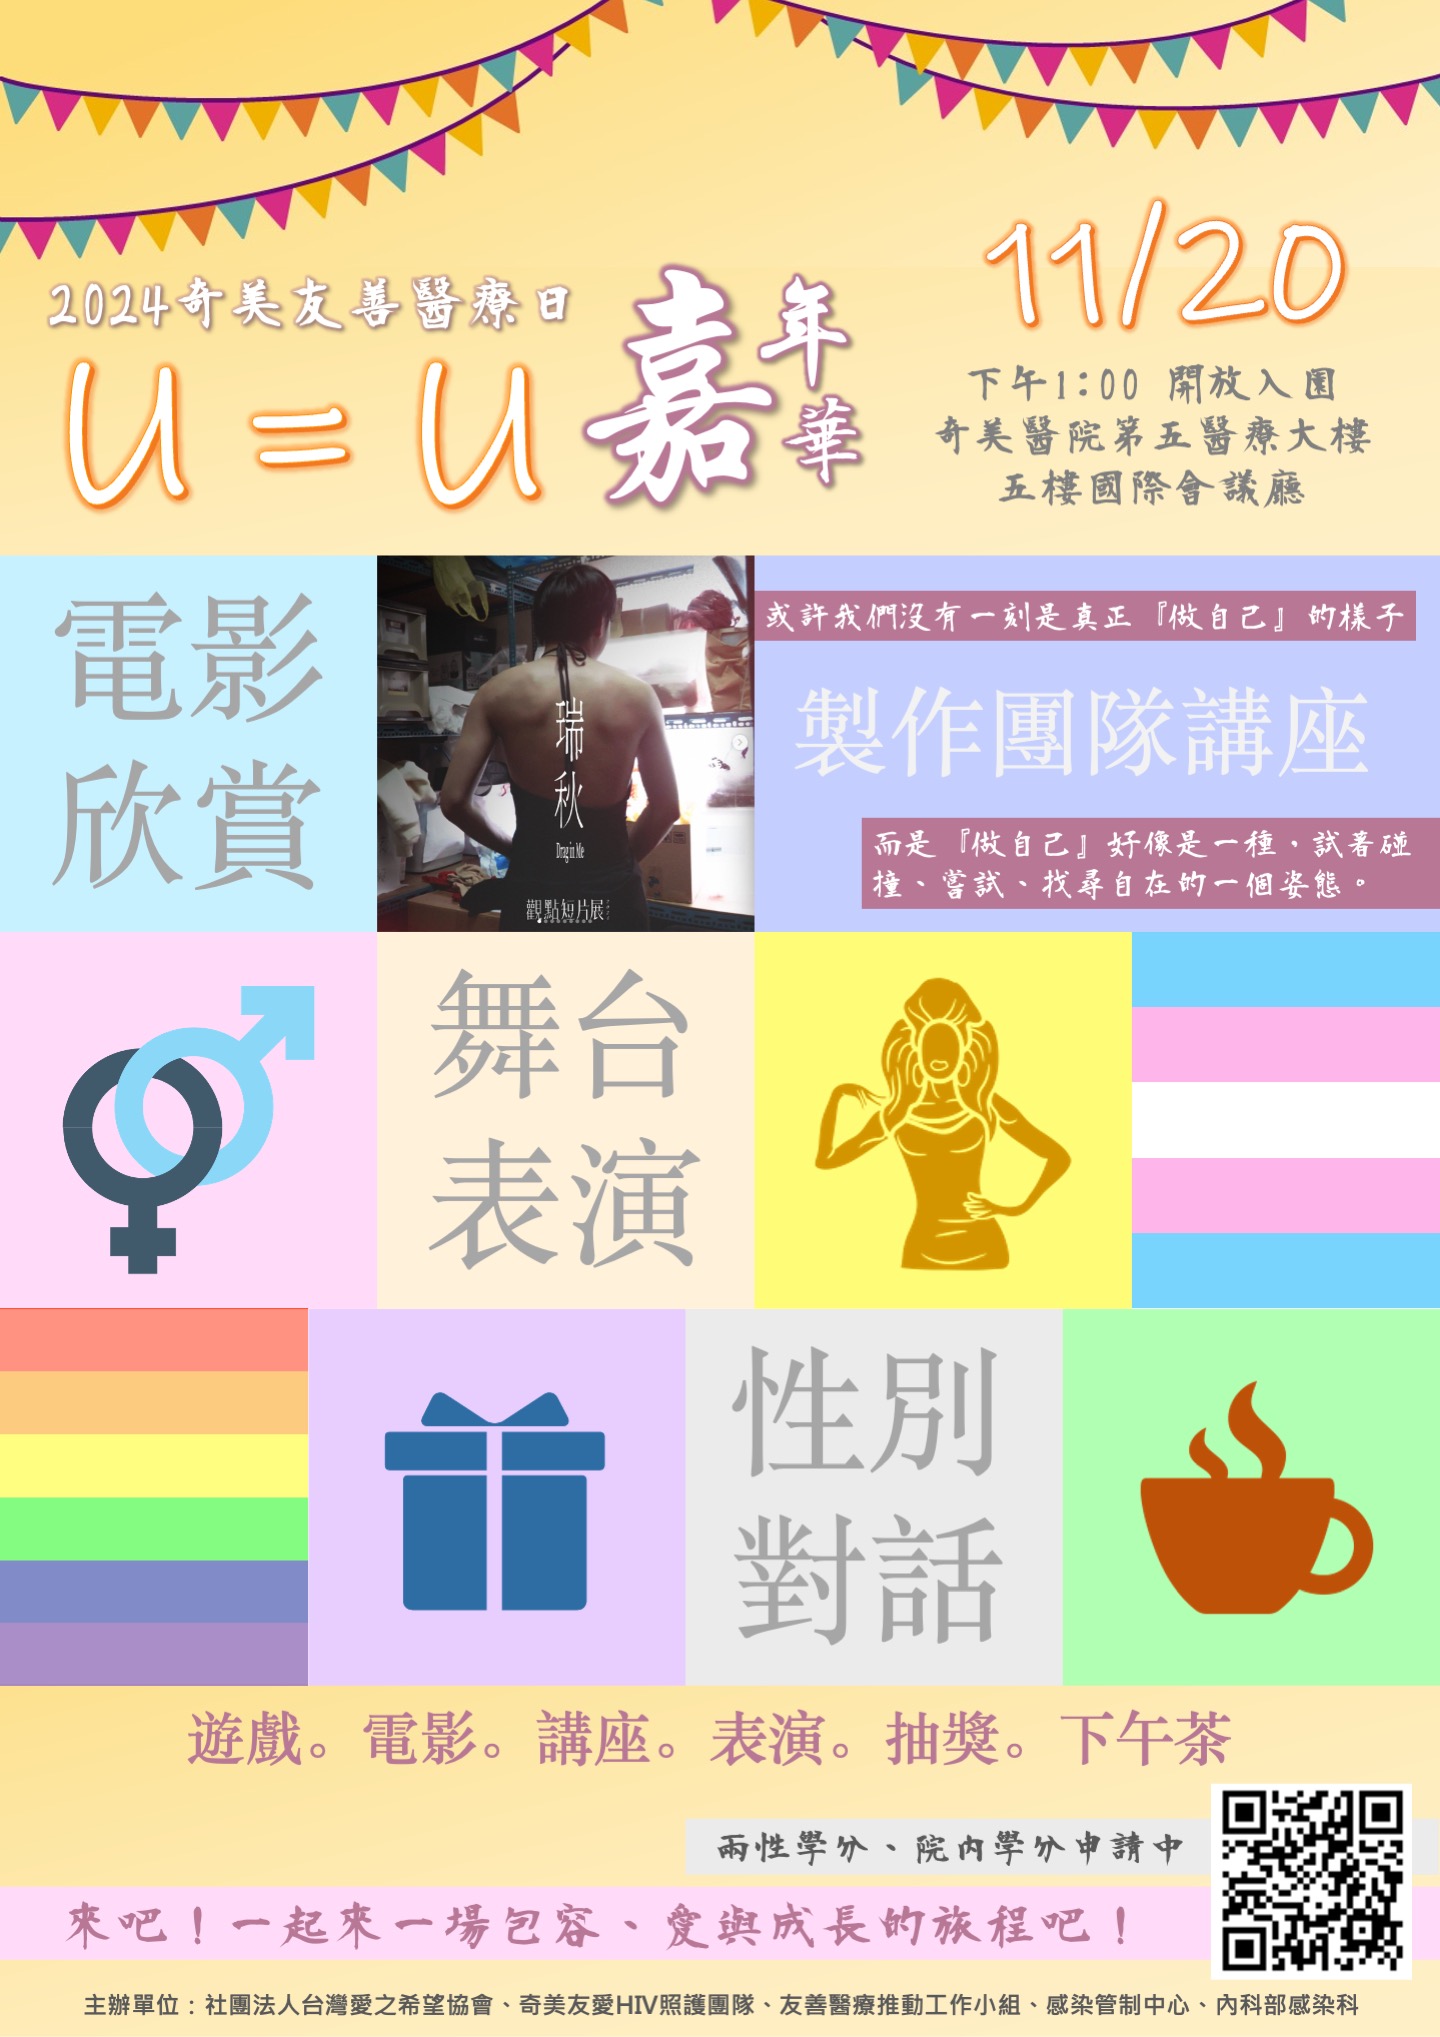 2024奇美友善醫療日
U = U 嘉年華
11/20
下午1:00 開放入園
奇美醫院第五醫療大樓
五樓國際會議廳
電影
欣賞
瑞秋
Drag in Me
觀點短片展
或許我們沒有一刻是真正『做自己』的樣子
製作團隊講座
而是『做自己』好像是一種，試著碰
撞、嘗試、找尋自在的一個姿態。
舞台
表演
性別
對話
遊戲。電影。講座。表演。抽獎。下午茶
兩性學分、院內學分申請中
來吧！一起來一場包容、愛與成長的旅程吧！
主辦單位：社團法人台灣愛之希望協會、奇美友愛HIV照護團隊、友善醫療推動工作小組、感染管制中心、內科部感染科